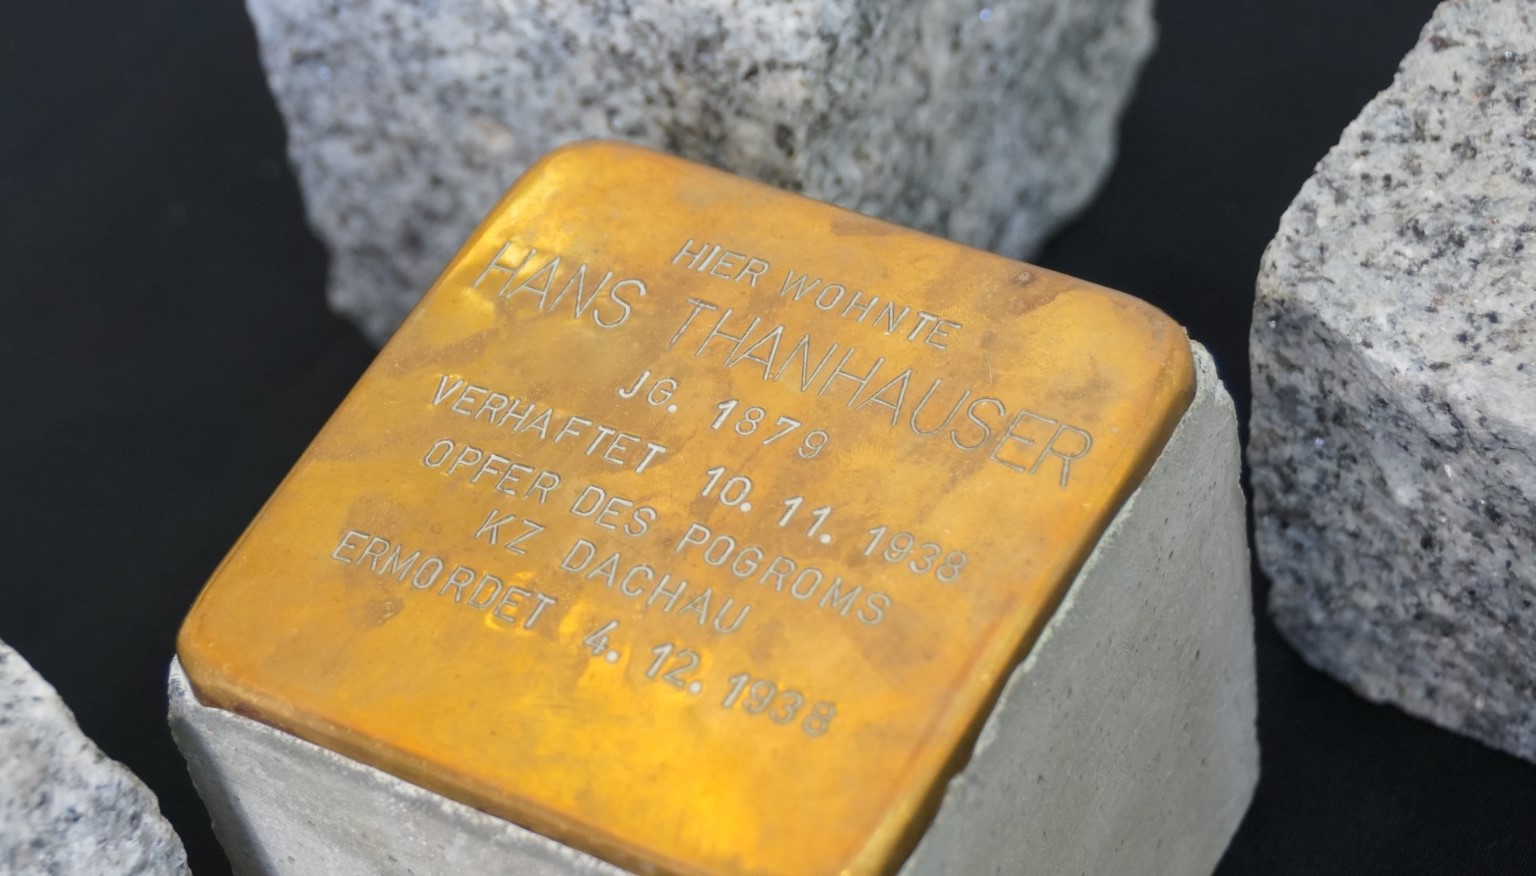 HIER WOHNTE
HANS THANHAUSER
JG. 1879
VERHAFTET 10. 11. 1938
OPFER DES POGROMS
KZ DACHAU
ERMORDET 4. 12. 1938